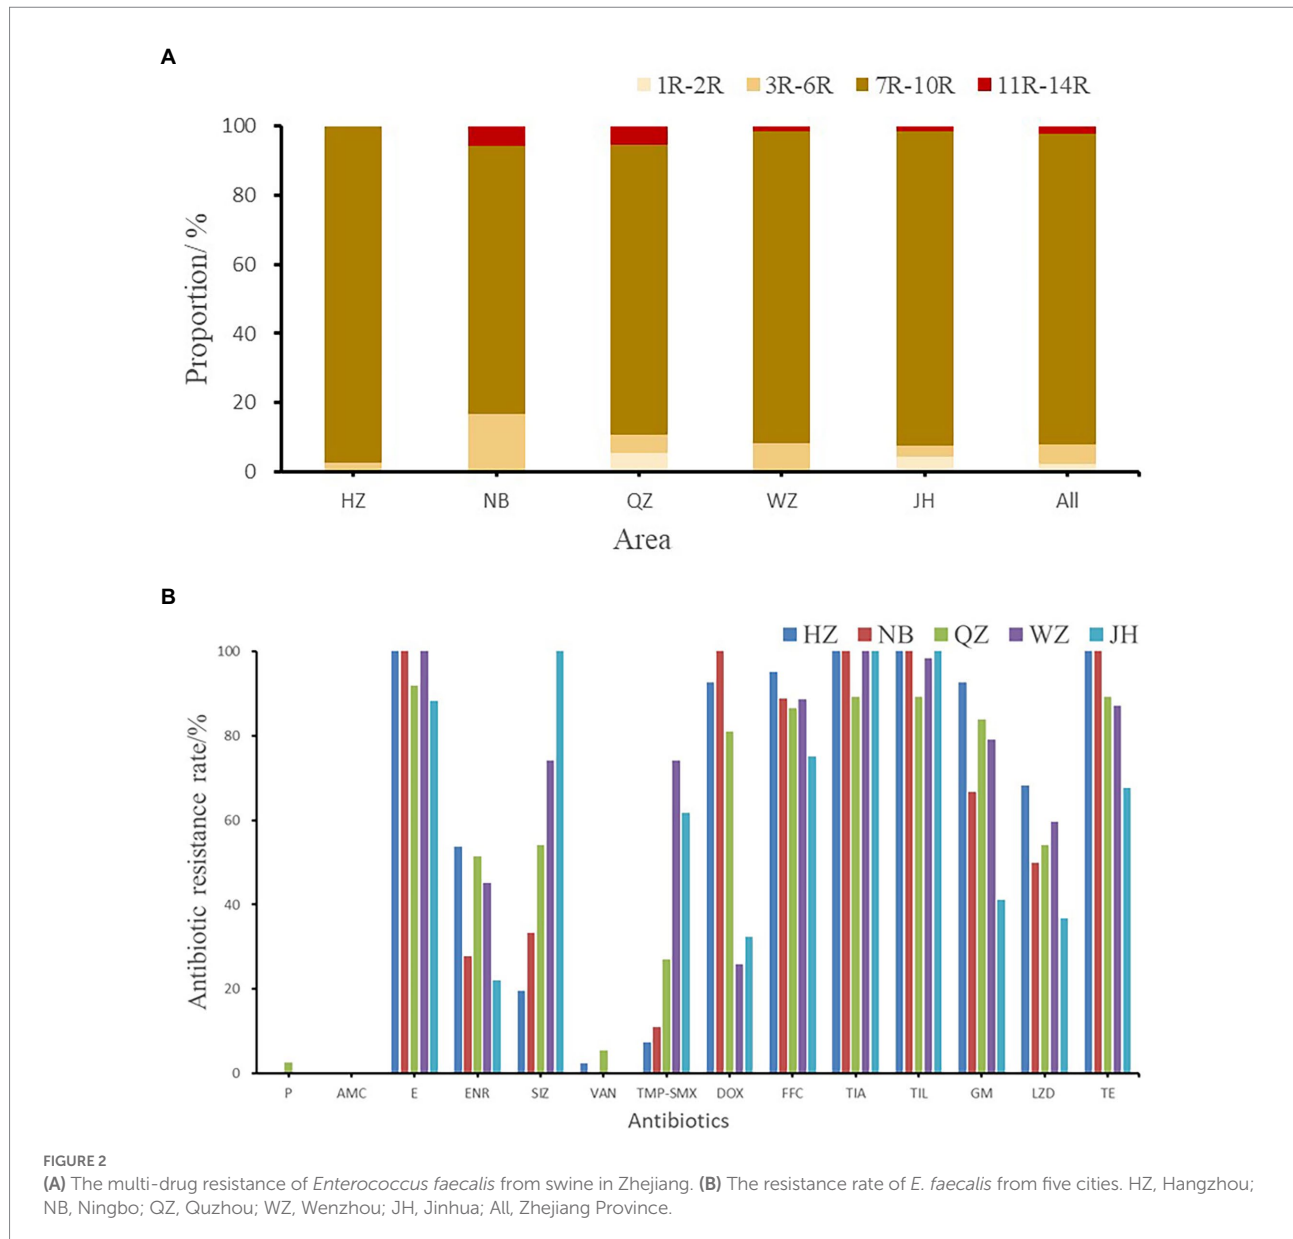 A
1R-2R 3R-6R 7R-10R 11R-14R
100
80
60
40
20
0
Proportion/ %
HZ NB QZ WZ JH All
Area
B
HZ NB QZ WZ JH
100
80
60
40
20
0
Antibiotic resistance rate/%
P AMC E ENR SIZ VAN TMP-SMX DOX FFC TIA TIL GM LZD TE
Antibiotics
FIGURE 2
(A) The multi-drug resistance of Enterococcus faecalis from swine in Zhejiang. (B) The resistance rate of E. faecalis from five cities. HZ, Hangzhou;
NB, Ningbo; QZ, Quzhou; WZ, Wenzhou; JH, Jinhua; All, Zhejiang Province.